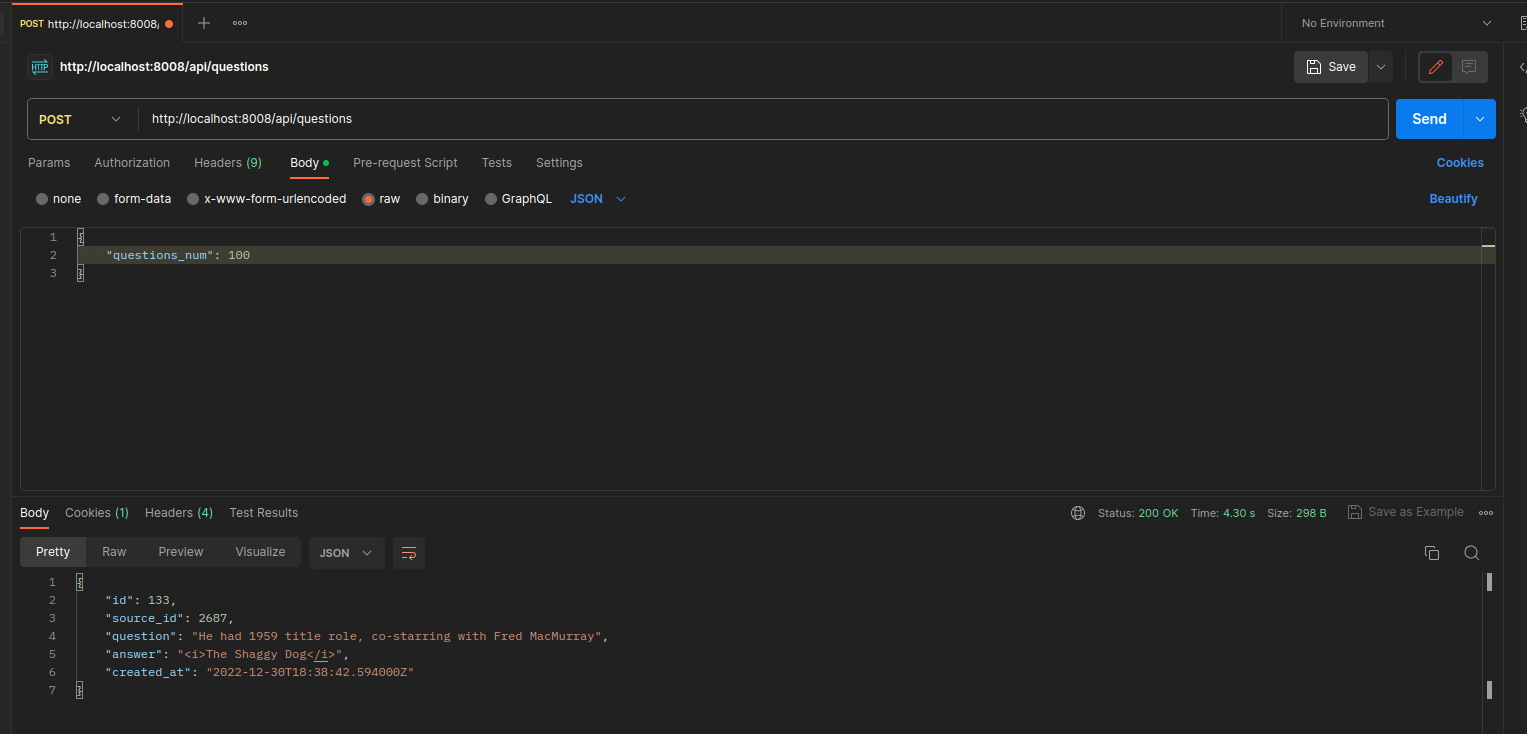 POST http://localhost:8008/
No Environment
HTTP http://localhost:8008/api/questions
Save
POST http://localhost:8008/api/questions
Send
Params Authorization Headers (9) Body Pre-request Script Tests Settings Cookies
none form-data x-www-form-urlencoded raw binary GraphQL JSON Beautify
1 {
2 "questions_num": 100
3 }
Body Cookies (1) Headers (4) Test Results Status: 200 OK Time: 4.30 s Size: 298 B Save as Example
Pretty Raw Preview Visualize JSON
1 {
2 "id": 133,
3 "source_id": 2687,
4 "question": "He had 1959 title role, co-starring with Fred MacMurray",
5 "answer": "<i>The Shaggy Dog</i>",
6 "created_at": "2022-12-30T18:38:42.594000Z"
7 }